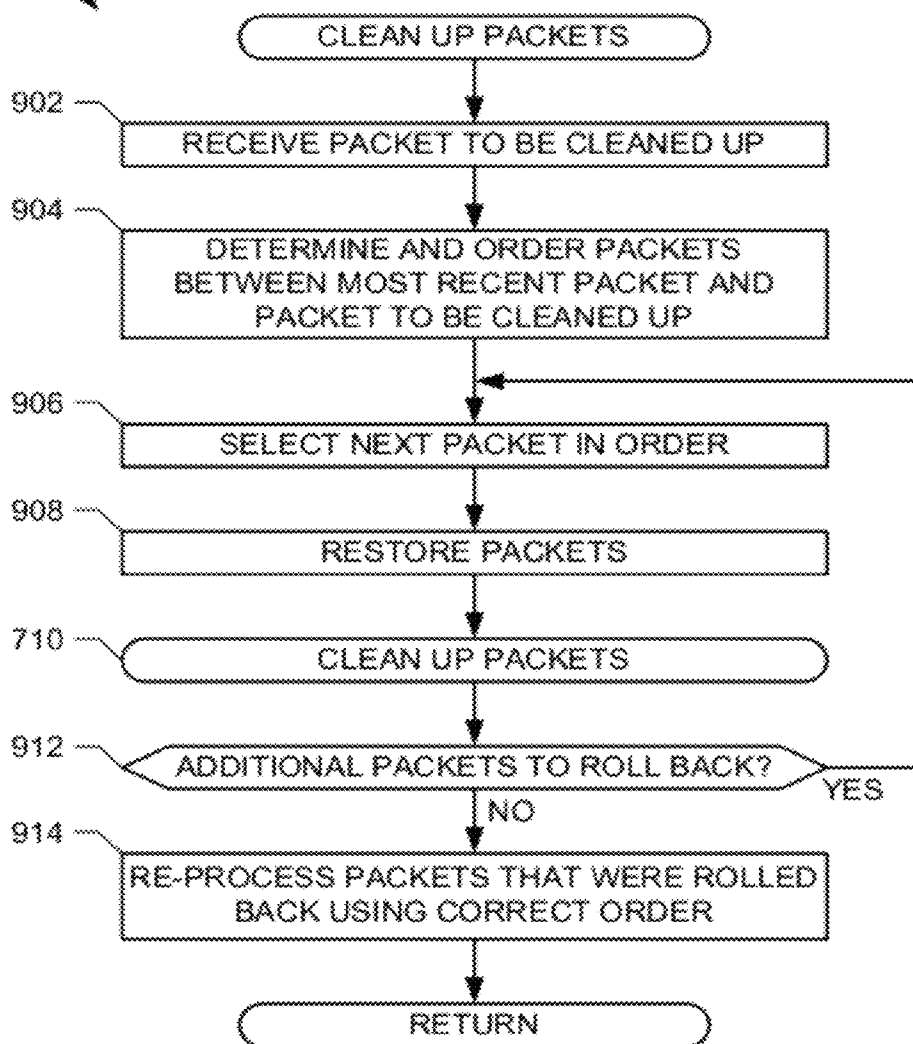 CLEAN UP PACKETS
902
RECEIVE PACKET TO BE CLEANED UP
904
DETERMINE AND ORDER PACKETS
BETWEEN MOST RECENT PACKET AND
PACKET TO BE CLEANED UP
906
SELECT NEXT PACKET IN ORDER
908
RESTORE PACKETS
710
CLEAN UP PACKETS
912
ADDITIONAL PACKETS TO ROLL BACK?
YES
NO
914
RE-PROCESS PACKETS THAT WERE ROLLED
BACK USING CORRECT ORDER
RETURN